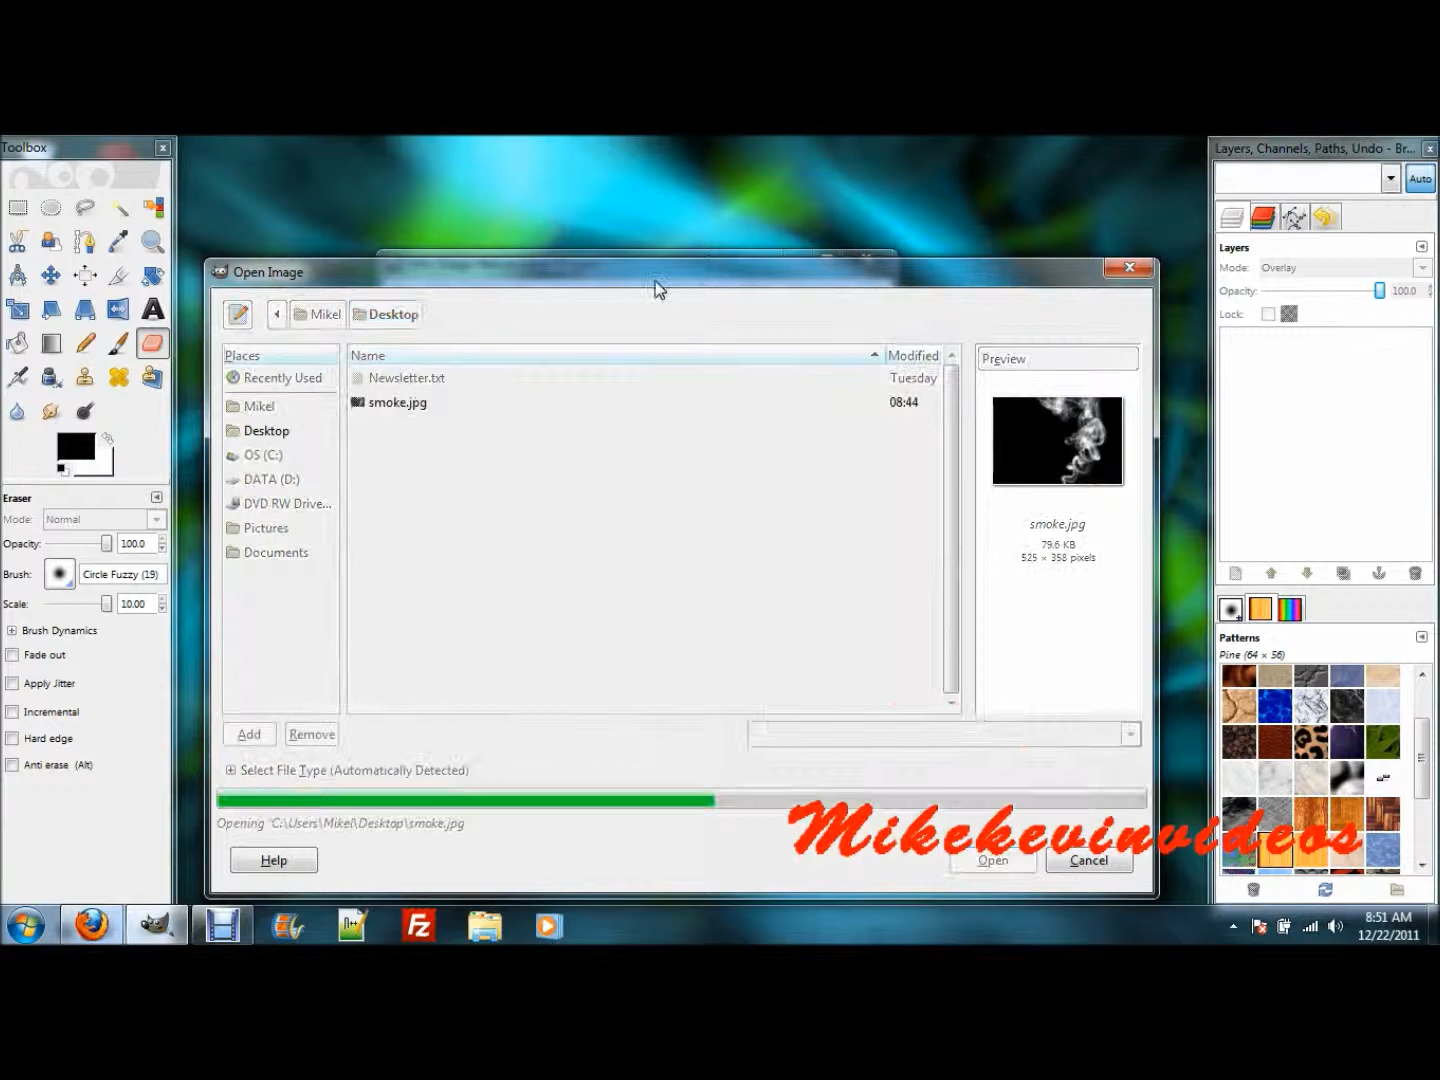 Toolbox
Layers, Channels, Paths, Undo - Br...
Auto
Open Image
Mikel
Desktop
Layers
Mode: Overlay
Opacity: 100.0
Lock:
Places
Name
Modified
Preview
Recently Used
Newsletter.txt
Tuesday
Mikel
smoke.jpg
08:44
Desktop
OS (C:)
DATA (D:)
DVD RW Drive...
Pictures
Documents
smoke.jpg
79.6 KB
525 × 358 pixels
Eraser
Mode: Normal
Opacity: 100.0
Brush: Circle Fuzzy (19)
Scale: 10.00
Brush Dynamics
Fade out
Apply Jitter
Incremental
Hard edge
Anti erase (Alt)
Patterns
Pine (64 × 56)
Add
Remove
Select File Type (Automatically Detected)
Opening 'C:\Users\Mikel\Desktop\smoke.jpg
Mikekevinvideos
Help
Open
Cancel
N++
FZ
8:51 AM
12/22/2011